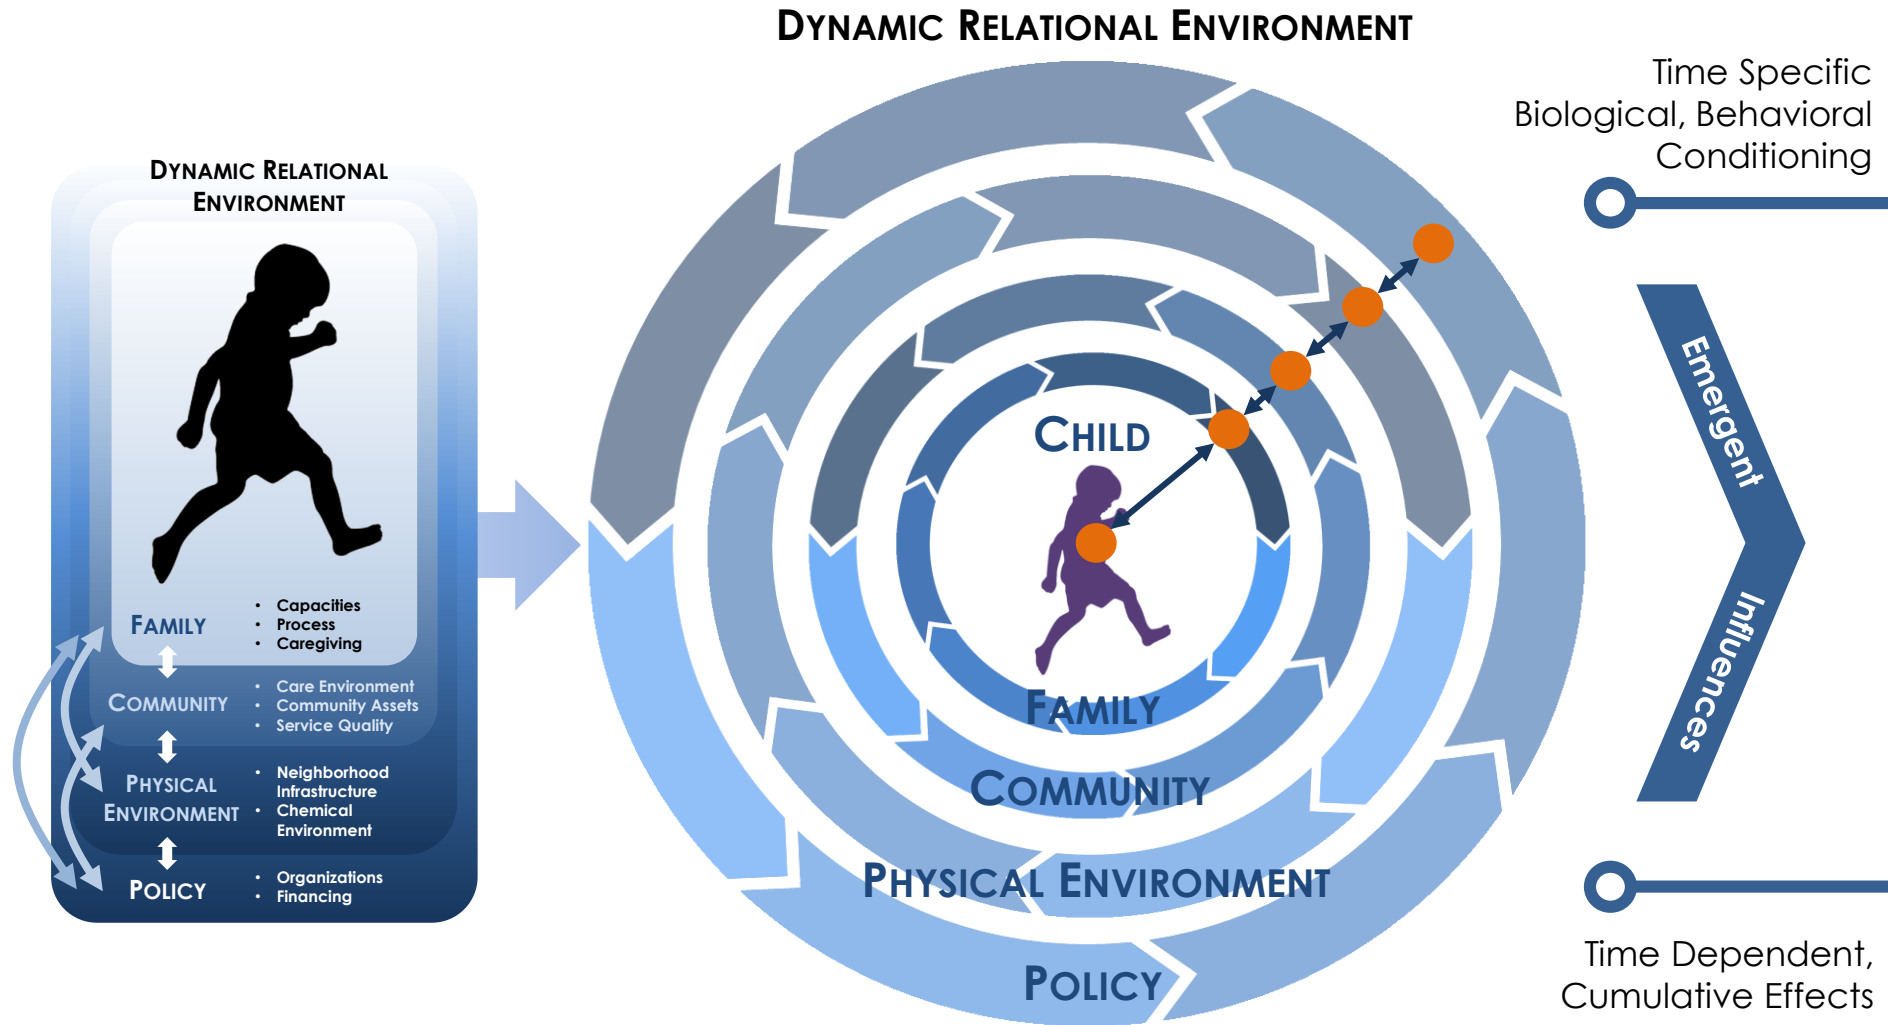 DYNAMIC RELATIONAL ENVIRONMENT
DYNAMIC RELATIONAL
ENVIRONMENT
FAMILY
• Capacities
• Process
• Caregiving
COMMUNITY
• Care Environment
• Community Assets
• Service Quality
PHYSICAL
ENVIRONMENT
• Neighborhood
Infrastructure
• Chemical
Environment
POLICY
• Organizations
• Financing
CHILD
FAMILY
COMMUNITY
PHYSICAL ENVIRONMENT
POLICY
Time Specific
Biological, Behavioral
Conditioning
Emergent
Influences
Time Dependent,
Cumulative Effects